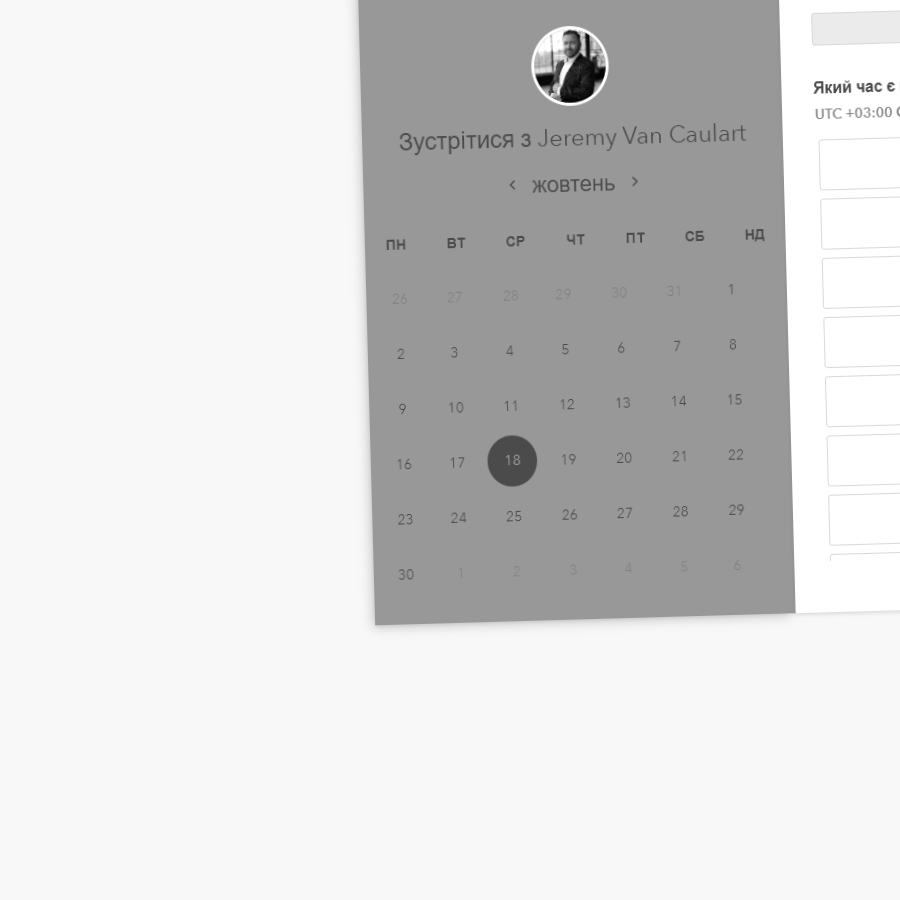 Зустрітися з Jeremy Van Caulart
жовтень
ПН ВТ СР ЧТ ПТ СБ НД
26 27 28 29 30 31 1
2 3 4 5 6 7 8
9 10 11 12 13 14 15
16 17 18 19 20 21 22
23 24 25 26 27 28 29
30 1 2 3 4 5 6
Який час є
UTC +03:00